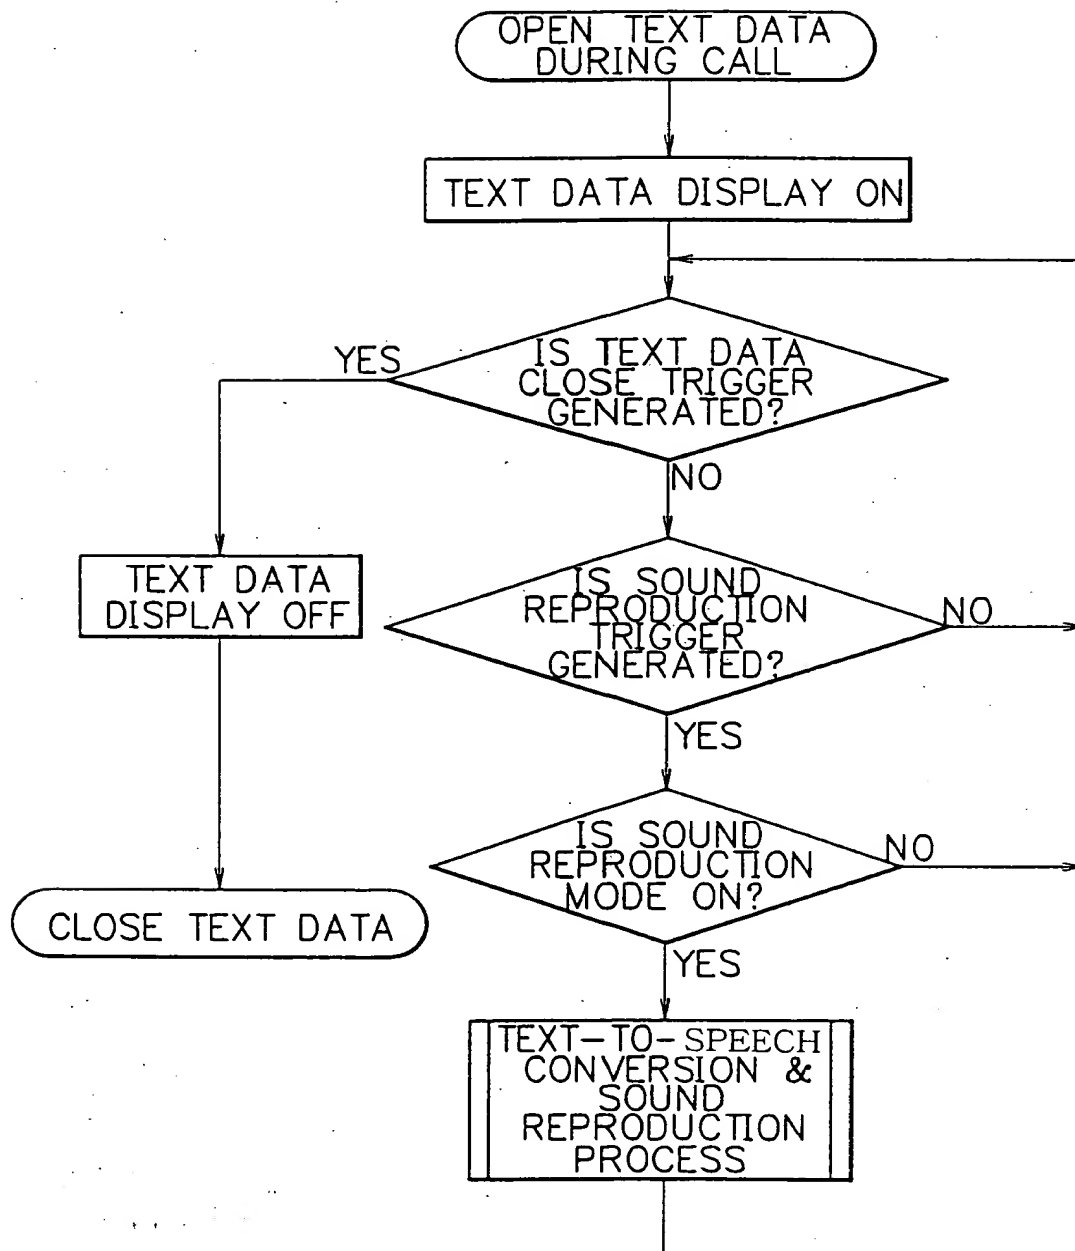 OPEN TEXT DATA
DURING CALL
TEXT DATA DISPLAY ON
YES
IS TEXT DATA
CLOSE TRIGGER
GENERATED?
NO
TEXT DATA
DISPLAY OFF
IS SOUND
REPRODUCTION
TRIGGER
GENERATED?
NO
YES
IS SOUND
REPRODUCTION
MODE ON?
NO
CLOSE TEXT DATA
YES
TEXT-TO-SPEECH
CONVERSION &
SOUND
REPRODUCTION
PROCESS